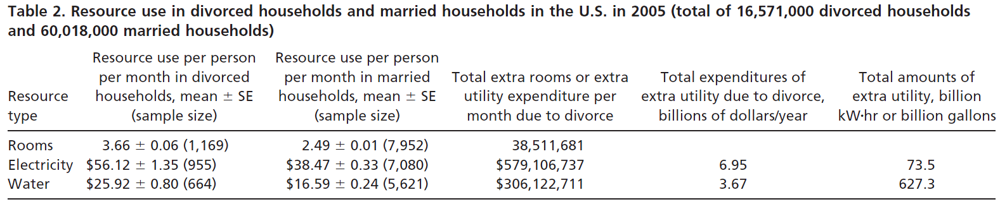 Table 2. Resource use in divorced households and married households in the U.S. in 2005 (total of 16,571,000 divorced households
and 60,018,000 married households)
Resource use per person Resource use per person
per month in divorced per month in married Total extra rooms or extra Total expenditures of Total amounts of
Resource households, mean ± SE households, mean ± SE utility expenditure per extra utility due to divorce, extra utility, billion
type (sample size) (sample size) month due to divorce billions of dollars/year kW·hr or billion gallons
Rooms 3.66 ± 0.06 (1,169) 2.49 ± 0.01 (7,952) 38,511,681
Electricity $56.12 ± 1.35 (955) $38.47 ± 0.33 (7,080) $579,106,737 6.95 73.5
Water $25.92 ± 0.80 (664) $16.59 ± 0.24 (5,621) $306,122,711 3.67 627.3